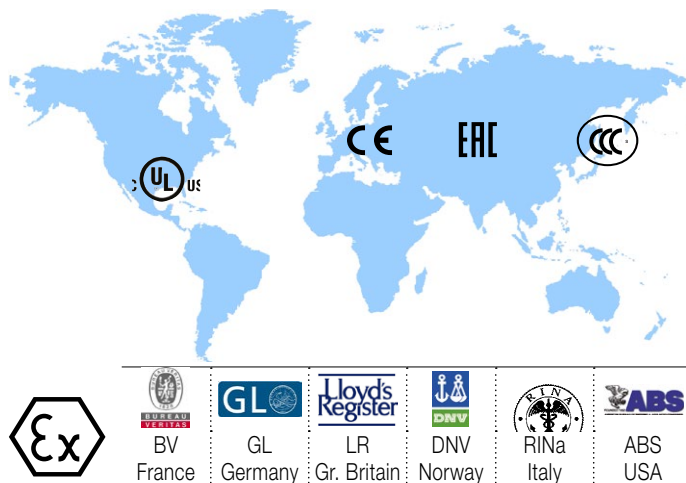 CE
EAC
CCC
C UL US
Ex
BUREAU
VERITAS
GL
Lloyd's
Register
DNV
RINA
ABS
BV
GL
LR
DNV
RINa
ABS
France
Germany
Gr. Britain
Norway
Italy
USA